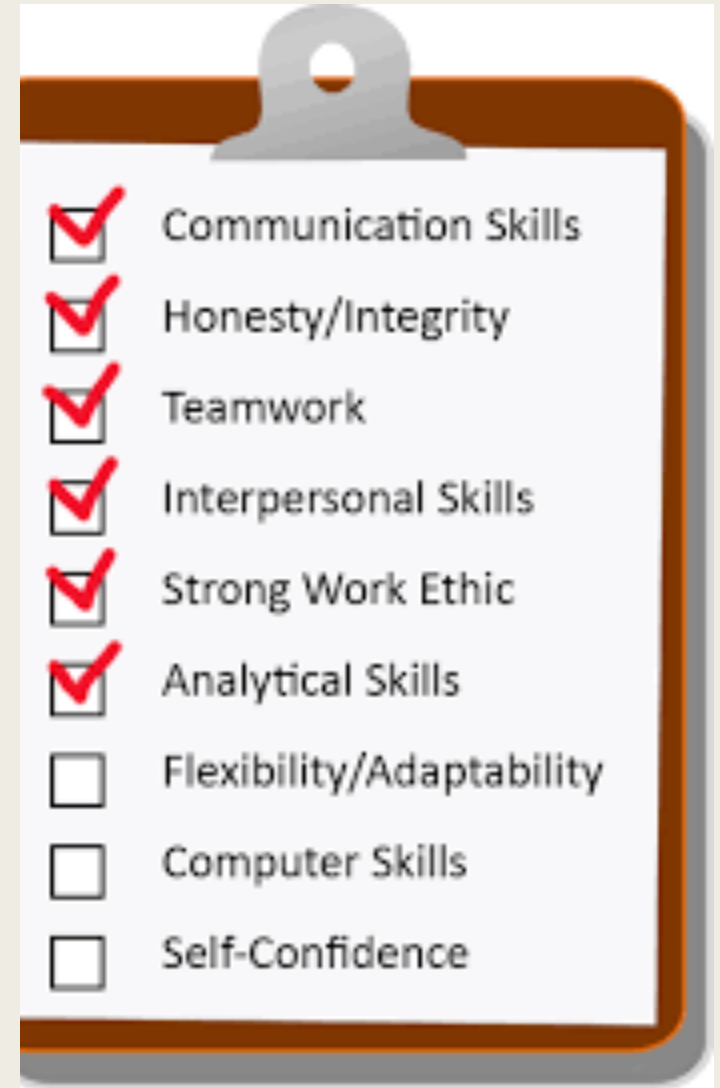 Communication Skills
Honesty/Integrity
Teamwork
Interpersonal Skills
Strong Work Ethic
Analytical Skills
Flexibility/Adaptability
Computer Skills
Self-Confidence